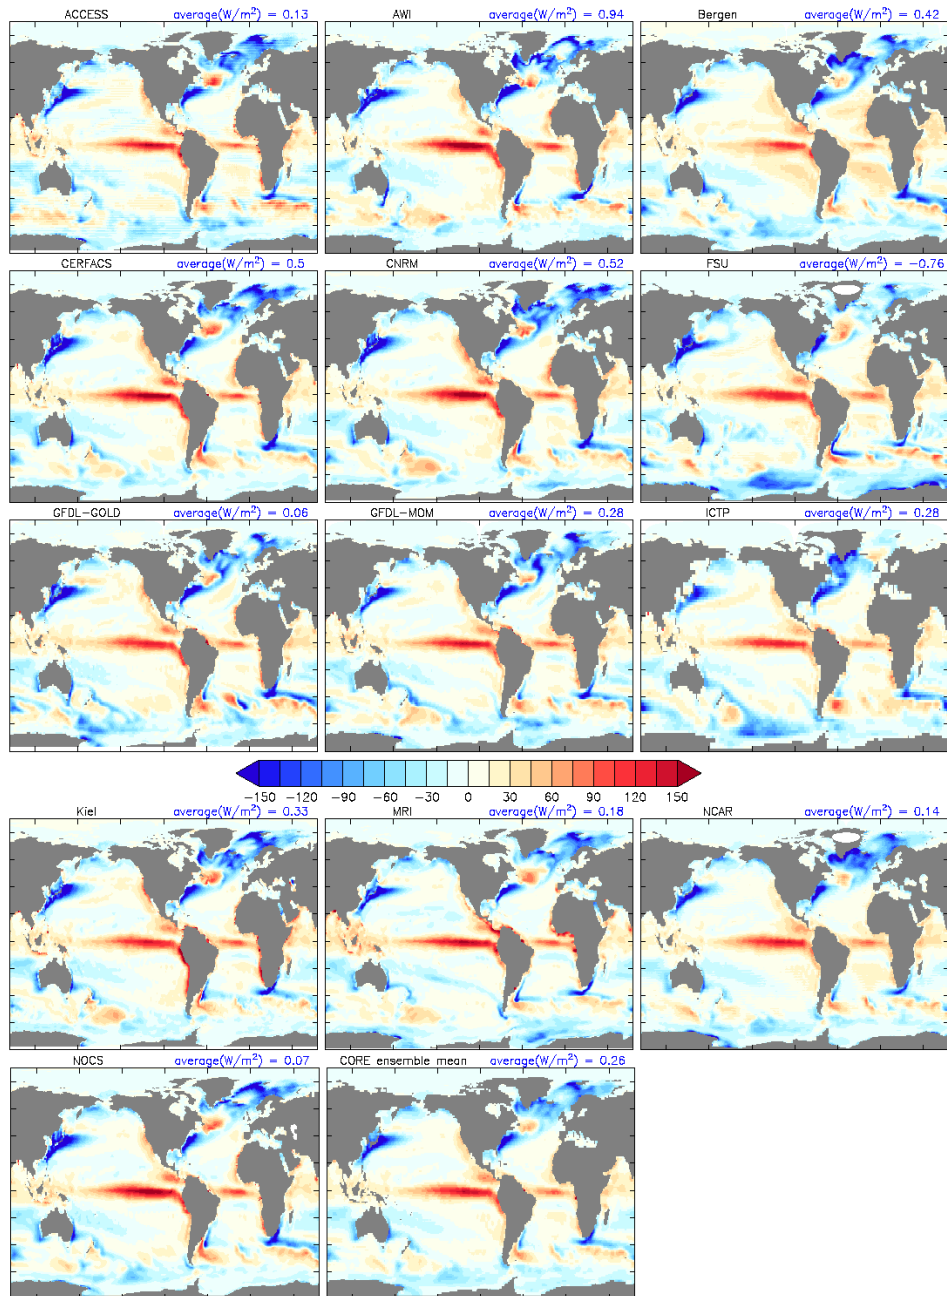 ACCESS average(W/m²) = 0.13
AWI average(W/m²) = 0.94
Bergen average(W/m²) = 0.42
CERFACS average(W/m²) = 0.5
CNRM average(W/m²) = 0.52
FSU average(W/m²) = −0.76
GFDL−GOLD average(W/m²) = 0.06
GFDL−MOM average(W/m²) = 0.28
ICTP average(W/m²) = 0.28
−150 −120 −90 −60 −30 0 30 60 90 120 150
Kiel average(W/m²) = 0.33
MRI average(W/m²) = 0.18
NCAR average(W/m²) = 0.14
NOCS average(W/m²) = 0.07
CORE ensemble mean average(W/m²) = 0.26